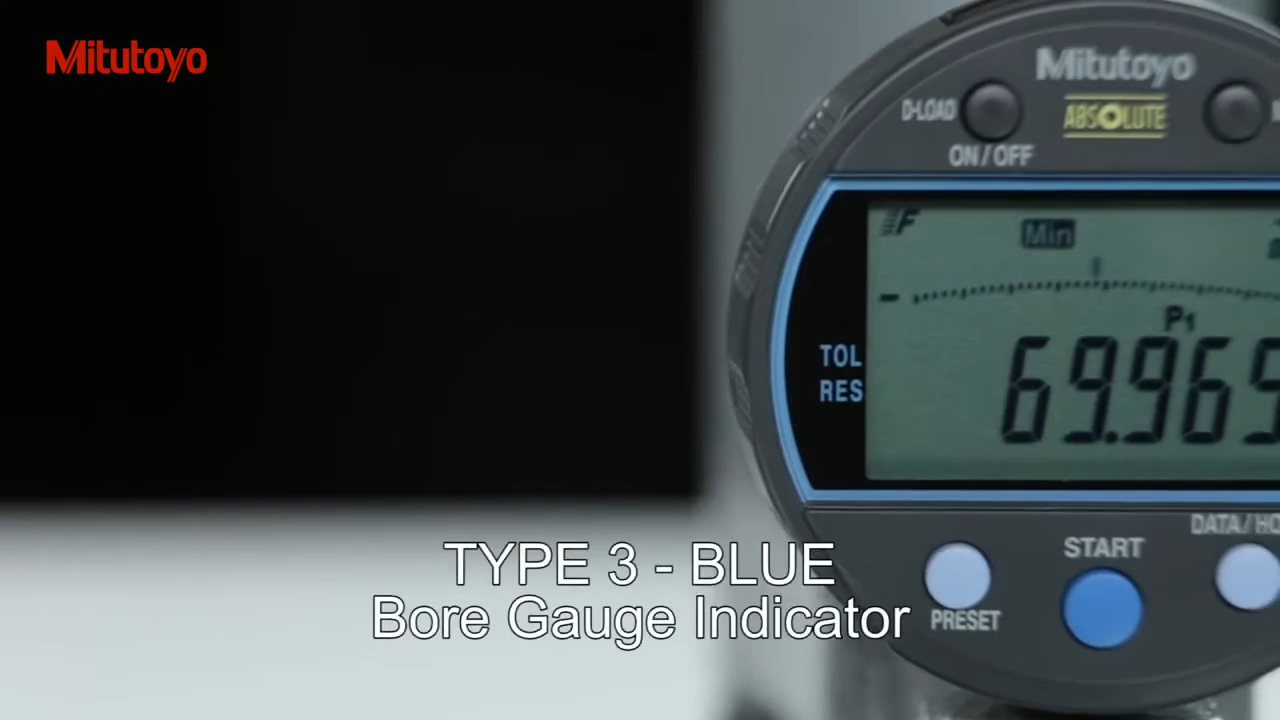 Mitutoyo
Mitutoyo
ABSOLUTE
D-LOAD
ON / OFF
F
Min
P1
69.969
TOL
RES
DATA/HO
START
PRESET
TYPE 3 - BLUE
Bore Gauge Indicator